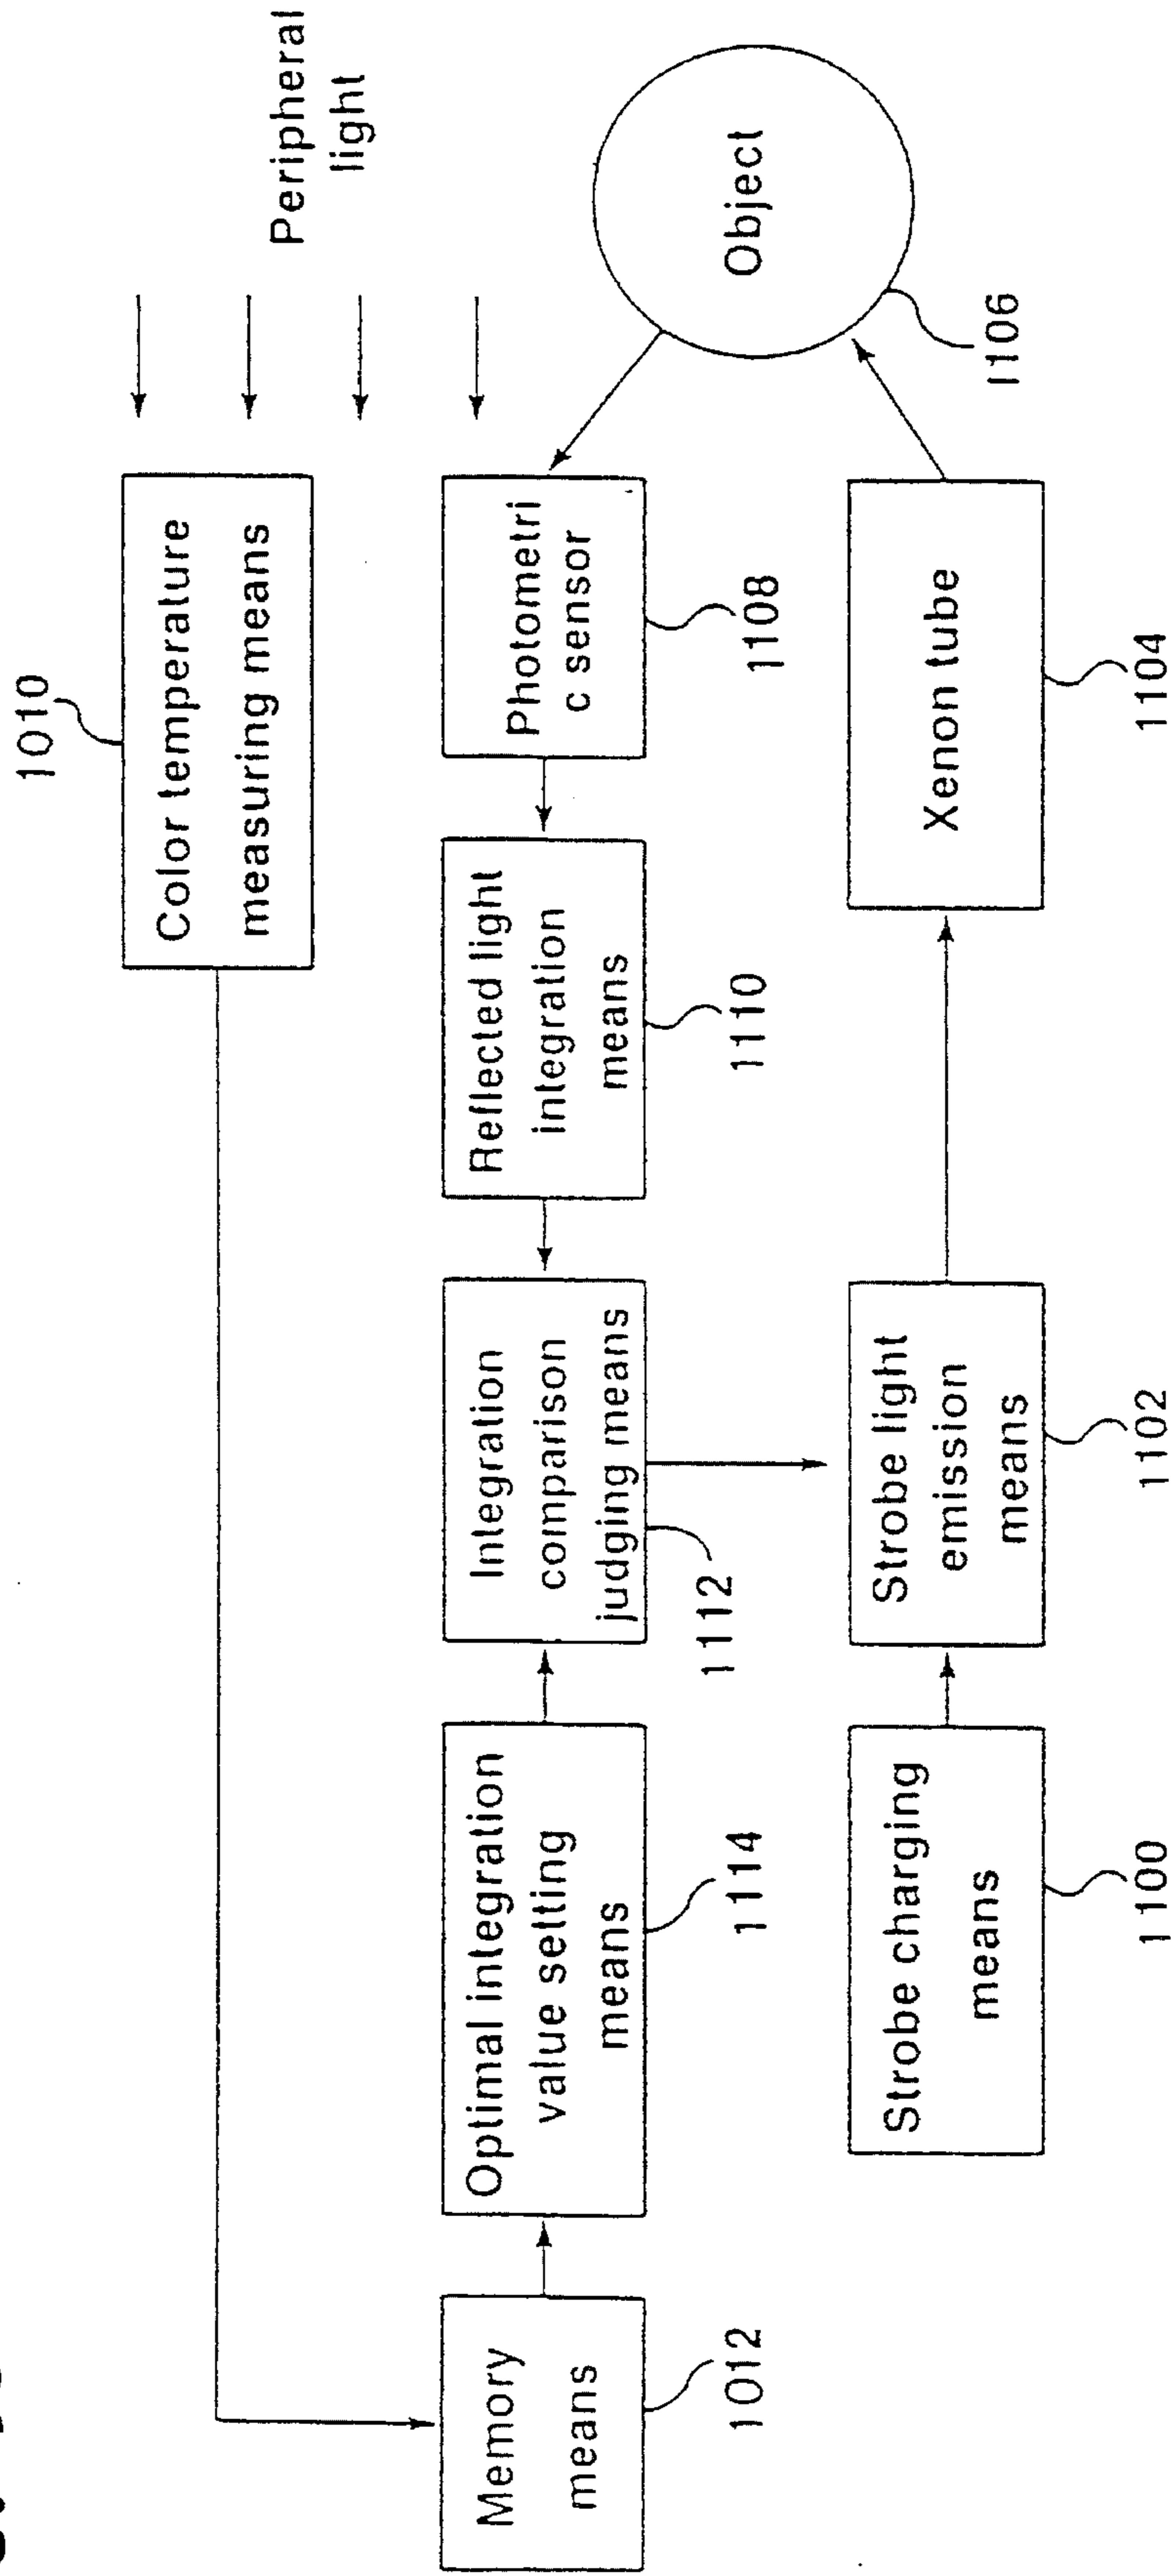 1010
Color temperature
measuring means
Peripheral
light
Memory
means
1012
Optimal integration
value setting
means
1114
Integration
comparison
judging means
1112
Reflected light
integration
means
1110
Photometri
c sensor
1108
Object
1106
Strobe charging
means
1100
Strobe light
emission
means
1102
Xenon tube
1104